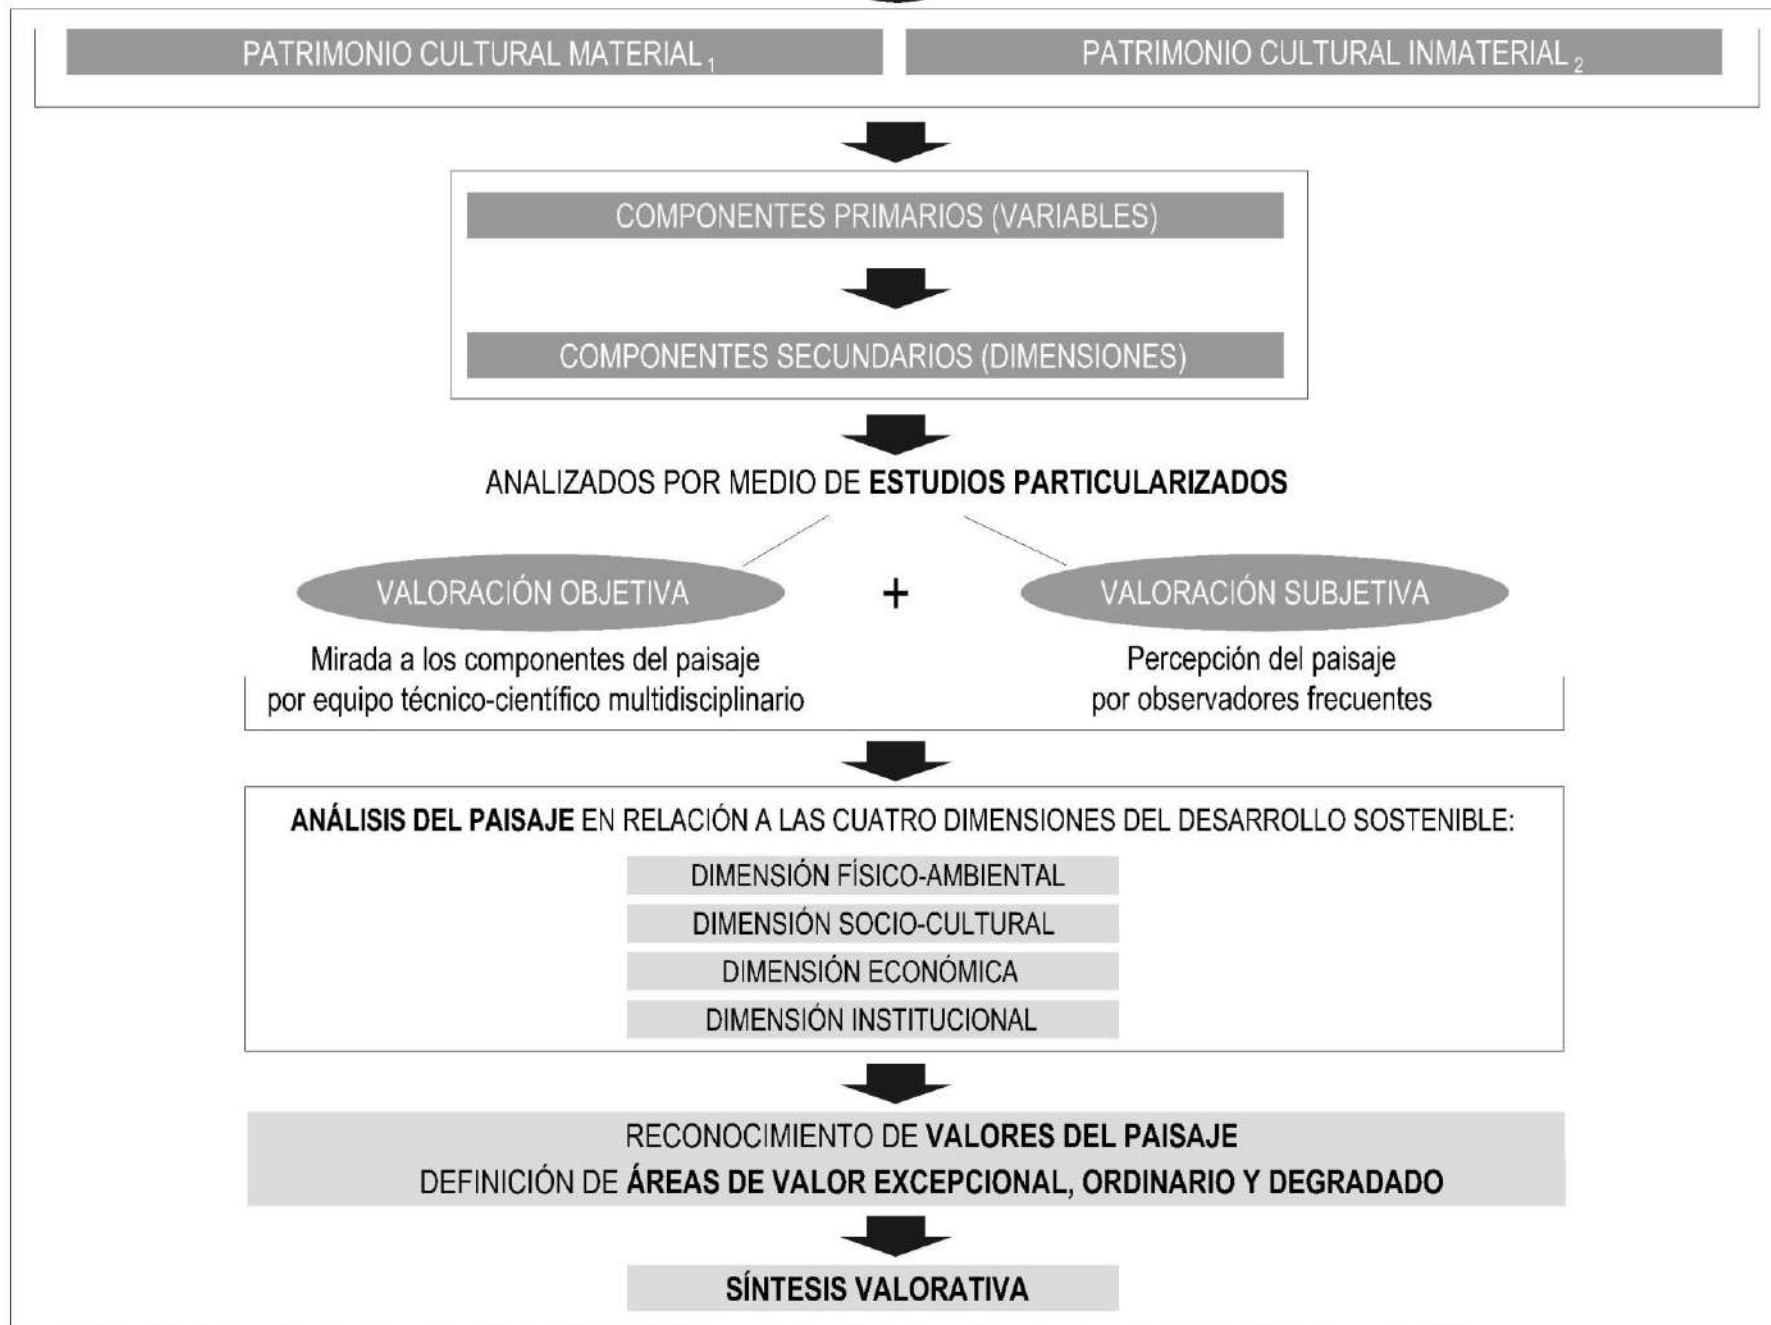 PATRIMONIO CULTURAL MATERIAL 1
PATRIMONIO CULTURAL INMATERIAL 2
COMPONENTES PRIMARIOS (VARIABLES)
COMPONENTES SECUNDARIOS (DIMENSIONES)
ANALIZADOS POR MEDIO DE ESTUDIOS PARTICULARIZADOS
VALORACIÓN OBJETIVA
+
VALORACIÓN SUBJETIVA
Mirada a los componentes del paisaje
por equipo técnico-científico multidisciplinario
Percepción del paisaje
por observadores frecuentes
ANÁLISIS DEL PAISAJE EN RELACIÓN A LAS CUATRO DIMENSIONES DEL DESARROLLO SOSTENIBLE:
DIMENSIÓN FÍSICO-AMBIENTAL
DIMENSIÓN SOCIO-CULTURAL
DIMENSIÓN ECONÓMICA
DIMENSIÓN INSTITUCIONAL
RECONOCIMIENTO DE VALORES DEL PAISAJE
DEFINICIÓN DE ÁREAS DE VALOR EXCEPCIONAL, ORDINARIO Y DEGRADADO
SÍNTESIS VALORATIVA